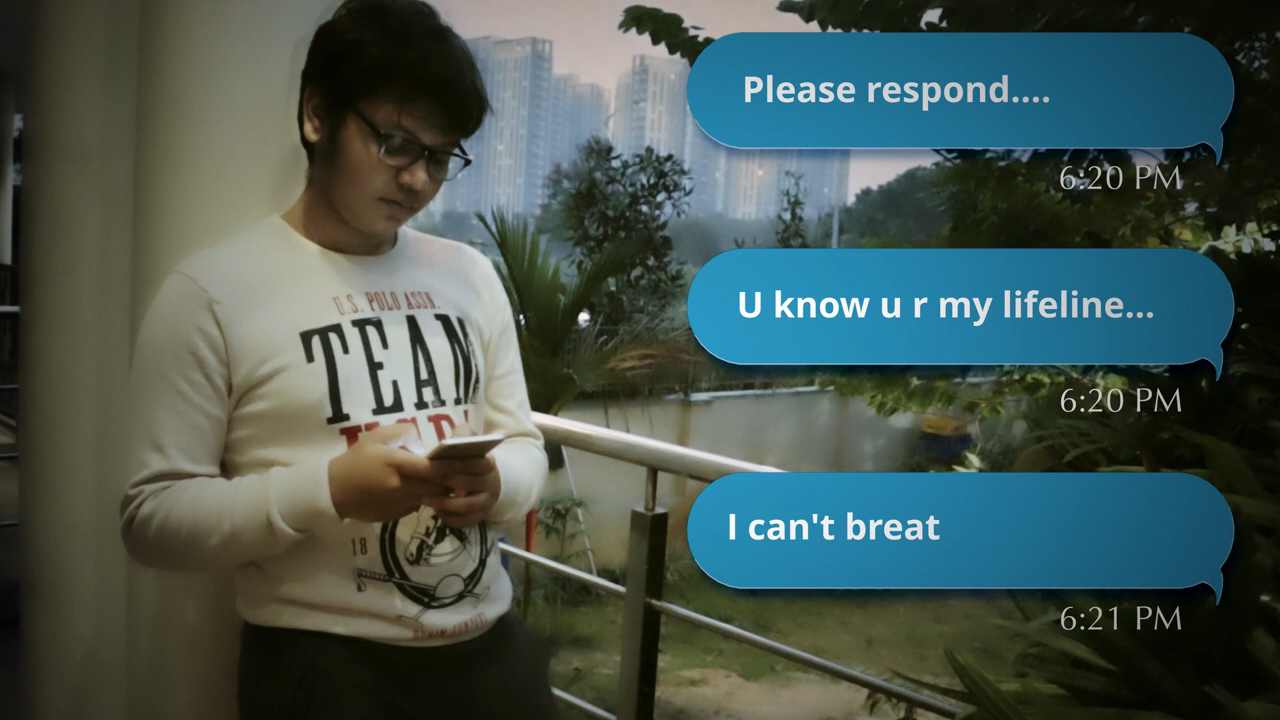 Please respond....
6:20 PM
U know u r my lifeline...
6:20 PM
I can't breat
6:21 PM
U.S. POLO ASSN.
TEAM
18